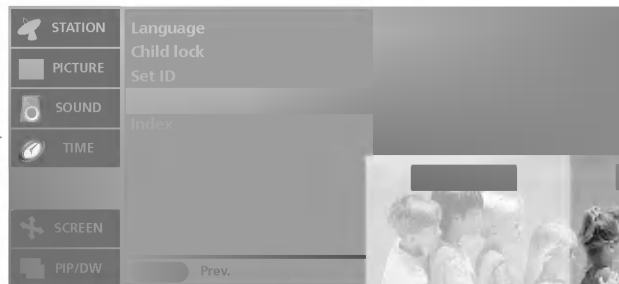 STATION
PICTURE
SOUND
TIME
SCREEN
PIP/DW
Language
Child lock
Set ID
Index
Prev.